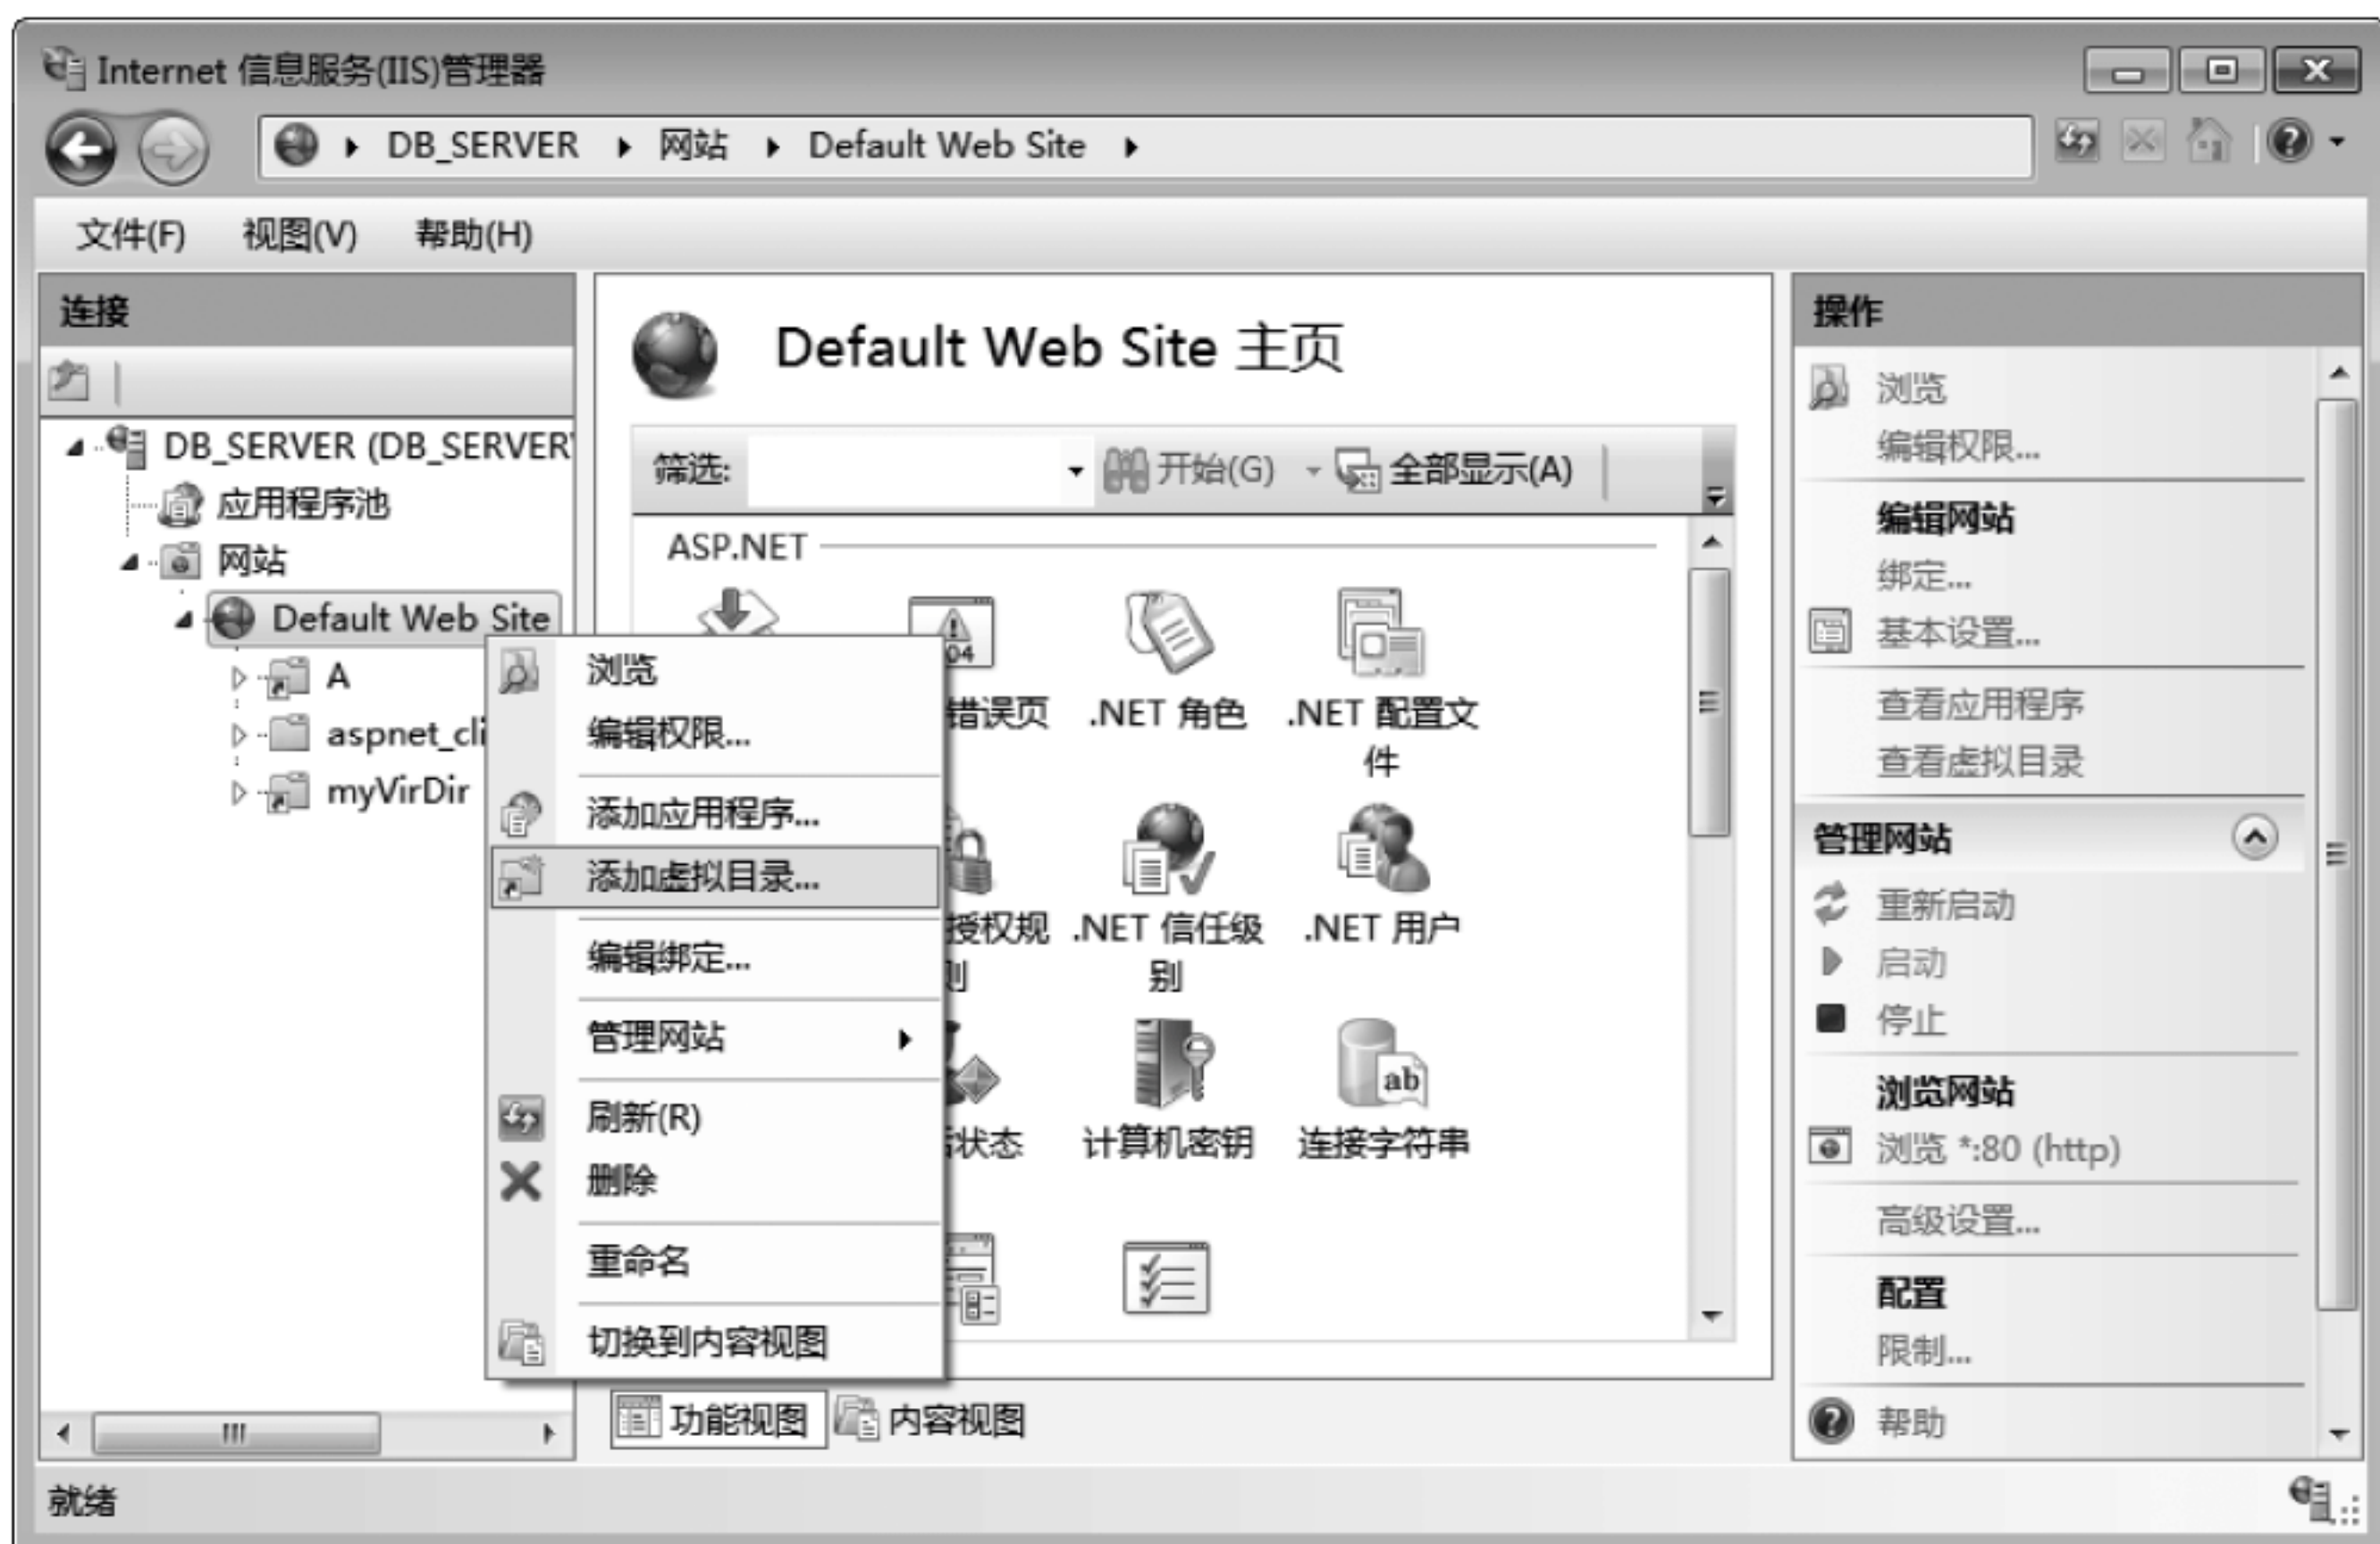 Internet 信息服务(IIS)管理器
DB_SERVER 网站 Default Web Site
文件(F) 视图(V) 帮助(H)
连接
DB_SERVER (DB_SERVER
应用程序池
网站
Default Web Site
A
aspnet_cli
myVirDir
浏览
编辑权限...
添加应用程序...
添加虚拟目录...
编辑绑定...
管理网站
刷新(R)
删除
重命名
切换到内容视图
Default Web Site 主页
筛选: 开始(G) 全部显示(A)
ASP.NET
04
错误页 .NET 角色 .NET 配置文
件
授权规 .NET 信任级 .NET 用户
则 别
ab
状态 计算机密钥 连接字符串
功能视图 内容视图
操作
浏览
编辑权限...
编辑网站
绑定...
基本设置...
查看应用程序
查看虚拟目录
管理网站
重新启动
启动
停止
浏览网站
浏览 *:80 (http)
高级设置...
配置
限制...
帮助
就绪